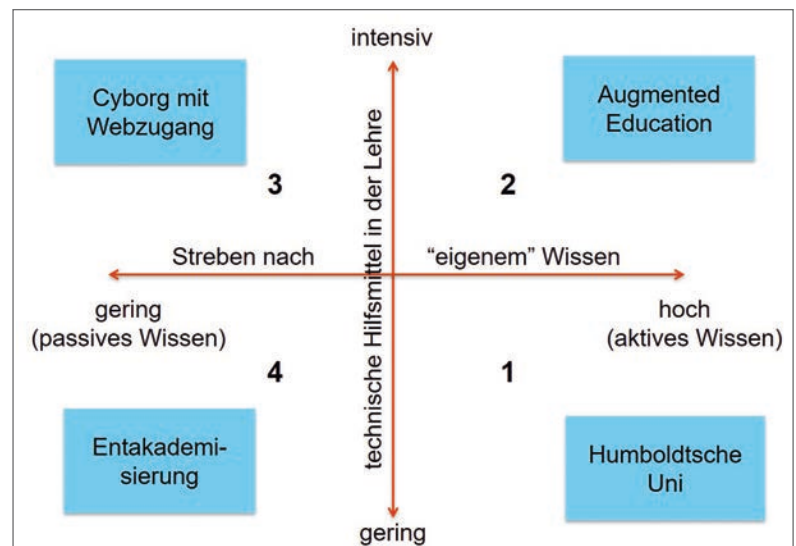 intensiv
Cyborg mit
Webzugang
Augmented
Education
3
2
technische Hilfsmittel in der Lehre
Streben nach
“eigenem” Wissen
gering
(passives Wissen)
hoch
(aktives Wissen)
4
1
Entakademi-
sierung
Humboldtsche
Uni
gering